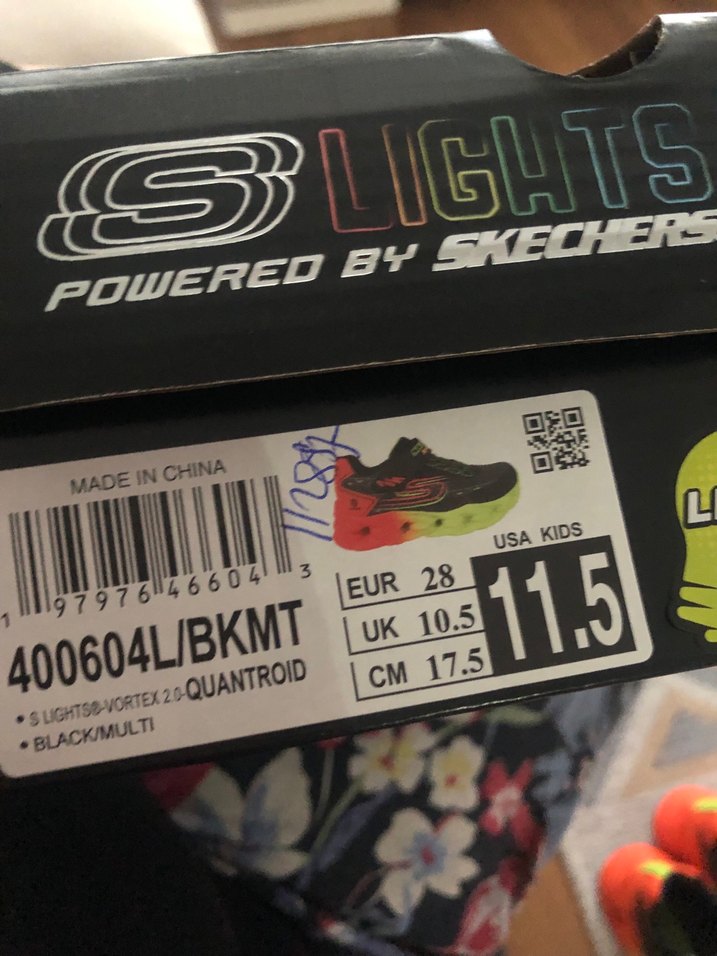 S LIGHTS
POWERED BY SKECHERS
MADE IN CHINA
1 97976 46604 3
400604L/BKMT
• S LIGHTS®-VORTEX 2.0-QUANTROID
• BLACK/MULTI
EUR 28
UK 10.5
CM 17.5
USA KIDS
11.5